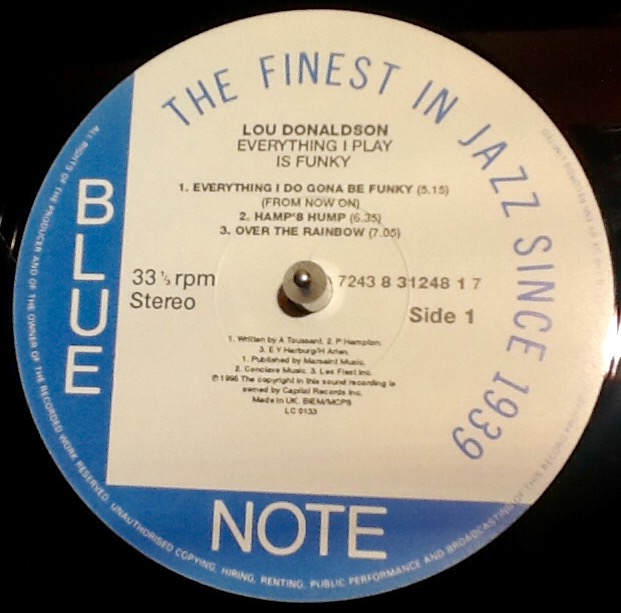 THE FINEST IN JAZZ SINCE 1939
LOU DONALDSON
EVERYTHING I PLAY
IS FUNKY
1. EVERYTHING I DO GONA BE FUNKY (5.15)
(FROM NOW ON)
2. HAMP'S HUMP (6.35)
3. OVER THE RAINBOW (7.05)
BLUE
33 ⅓ rpm
Stereo
7243 8 31248 1 7
Side 1
1. Written by A Toussant, 2. P Hampton,
3. E Y Harburg/H Arlen.
1. Published by Marsaint Music,
2. Conclave Music, 3. Leo Fiest Inc.
℗ 1996 The copyright in this sound recording is
owned by Capitol Records Inc.
Made in UK. BIEM/MCPS
LC 0133
NOTE
ALL RIGHTS OF THE PRODUCER AND OF THE OWNER OF THE RECORDED WORK RESERVED. UNAUTHORISED COPYING, HIRING, RENTING, PUBLIC PERFORMANCE AND BROADCASTING OF THIS RECORD